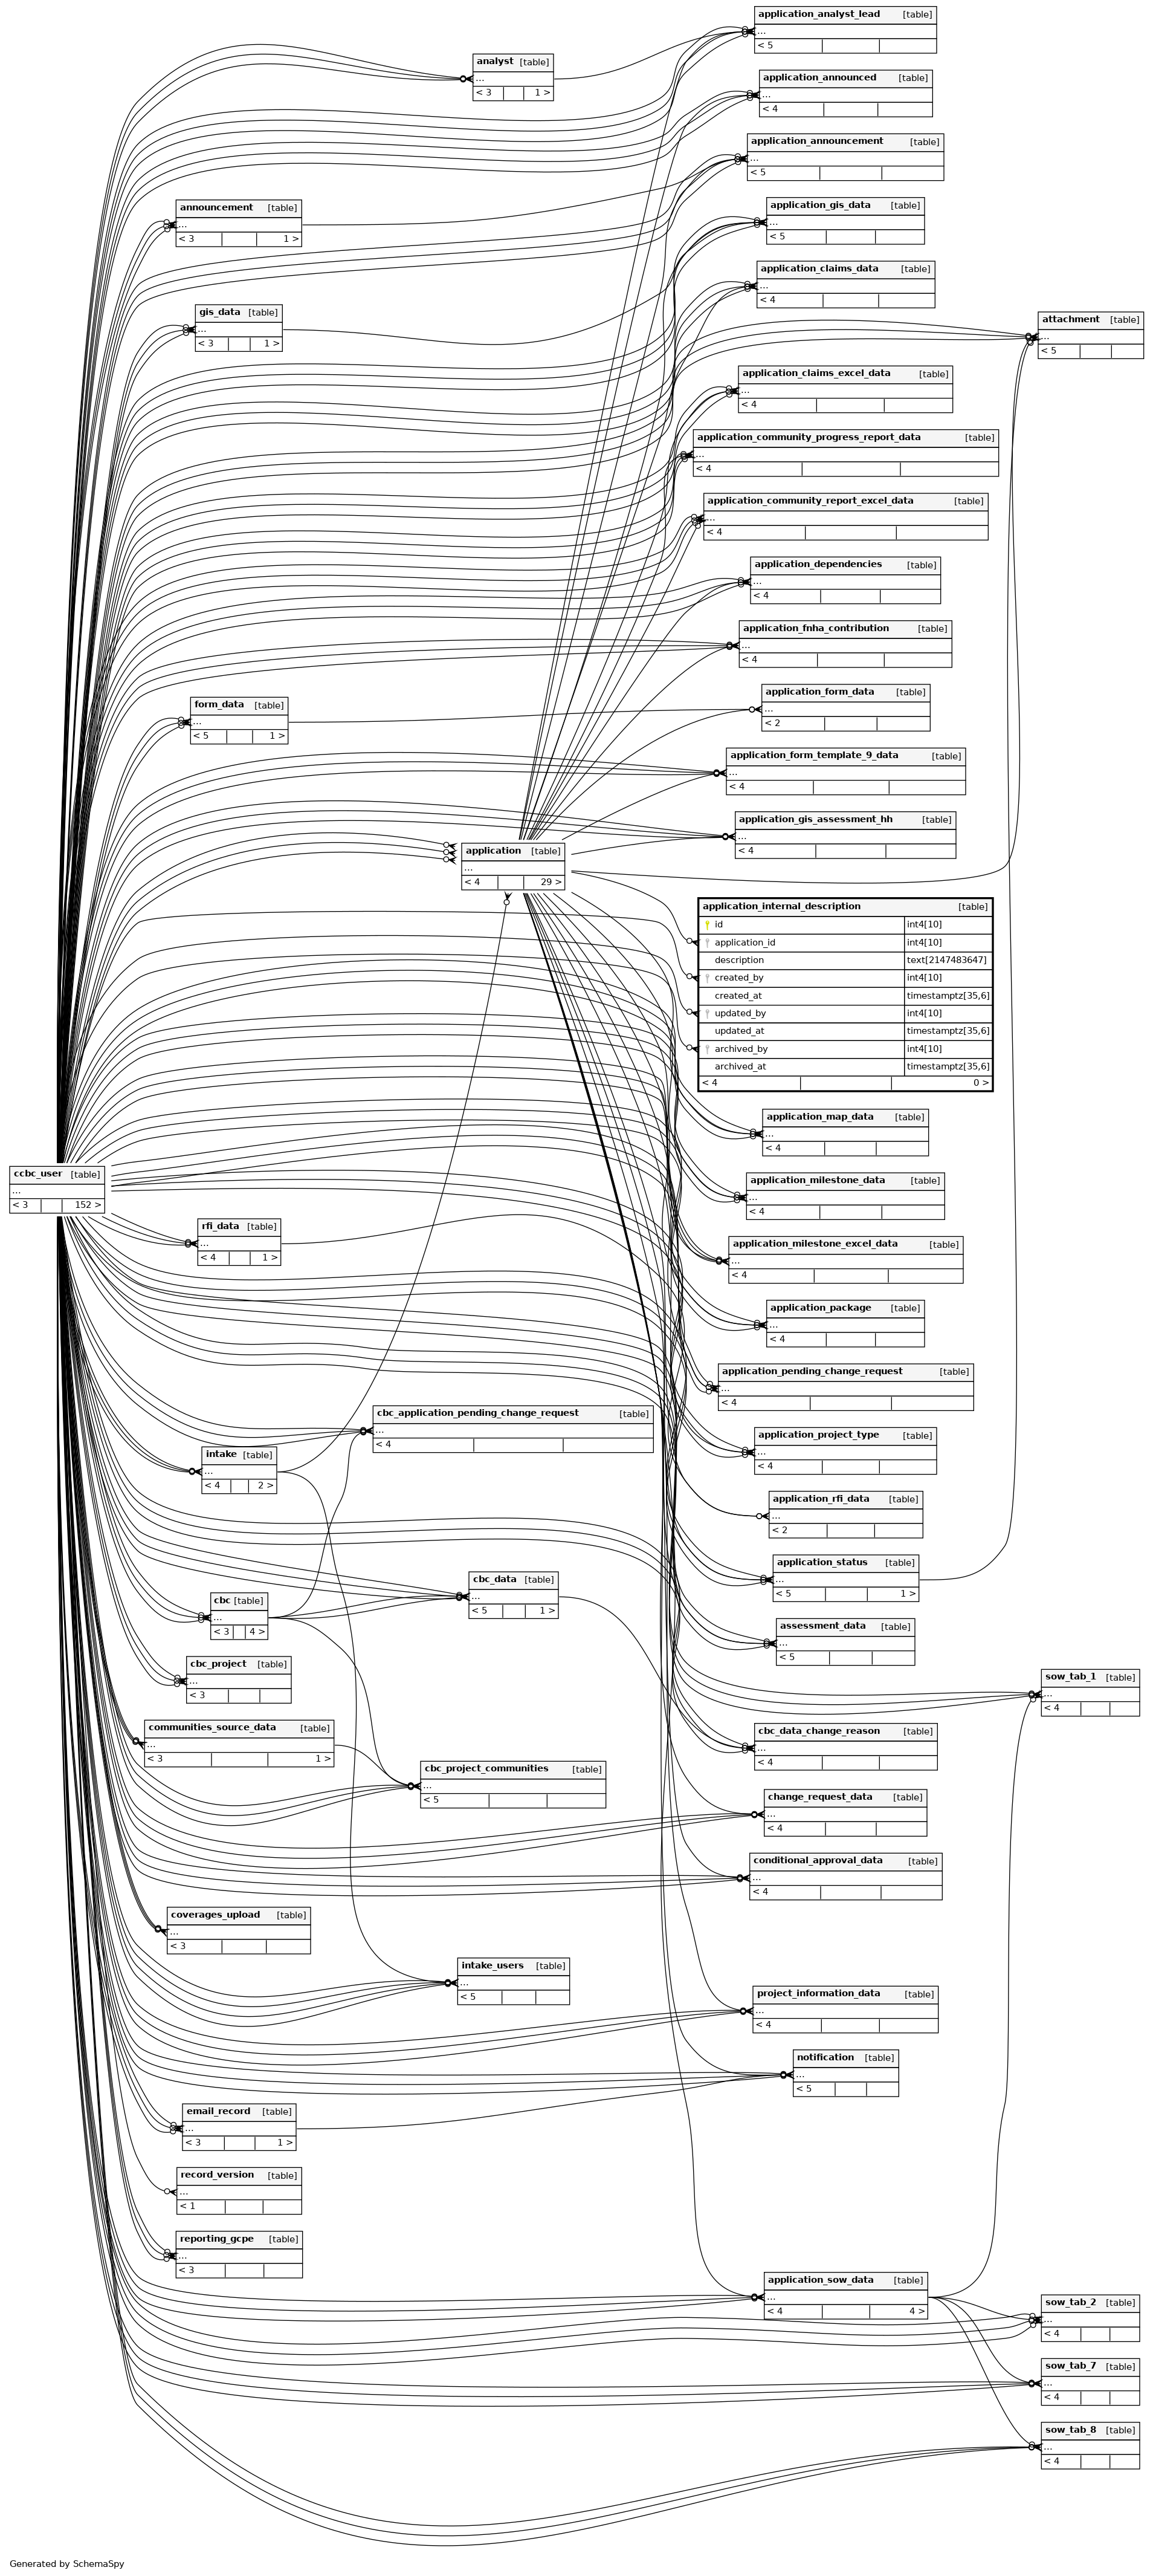 application_analyst_lead [table]
...
< 5
analyst [table]
...
< 3 1 >
application_announced [table]
...
< 4
application_announcement [table]
...
< 5
announcement [table]
...
< 3 1 >
application_gis_data [table]
...
< 5
application_claims_data [table]
...
< 4
gis_data [table]
...
< 3 1 >
attachment [table]
...
< 5
application_claims_excel_data [table]
...
< 4
application_community_progress_report_data [table]
...
< 4
application_community_report_excel_data [table]
...
< 4
application_dependencies [table]
...
< 4
application_fnha_contribution [table]
...
< 4
application_form_data [table]
...
< 2
form_data [table]
...
< 5 1 >
application_form_template_9_data [table]
...
< 4
application_gis_assessment_hh [table]
...
< 4
application [table]
...
< 4 29 >
application_internal_description [table]
id int4[10]
application_id int4[10]
description text[2147483647]
created_by int4[10]
created_at timestamptz[35,6]
updated_by int4[10]
updated_at timestamptz[35,6]
archived_by int4[10]
archived_at timestamptz[35,6]
< 4 0 >
application_map_data [table]
...
< 4
ccbc_user [table]
...
< 3 152 >
application_milestone_data [table]
...
< 4
rfi_data [table]
...
< 4 1 >
application_milestone_excel_data [table]
...
< 4
application_package [table]
...
< 4
application_pending_change_request [table]
...
< 4
cbc_application_pending_change_request [table]
...
< 4
application_project_type [table]
...
< 4
intake [table]
...
< 4 2 >
application_rfi_data [table]
...
< 2
application_status [table]
...
< 5 1 >
cbc_data [table]
...
< 5 1 >
cbc [table]
...
< 3 4 >
assessment_data [table]
...
< 5
cbc_project [table]
...
< 3
sow_tab_1 [table]
...
< 4
communities_source_data [table]
...
< 3 1 >
cbc_data_change_reason [table]
...
< 4
cbc_project_communities [table]
...
< 5
change_request_data [table]
...
< 4
conditional_approval_data [table]
...
< 4
coverages_upload [table]
...
< 3
intake_users [table]
...
< 5
project_information_data [table]
...
< 4
notification [table]
...
< 5
email_record [table]
...
< 3 1 >
record_version [table]
...
< 1
reporting_gcpe [table]
...
< 3
application_sow_data [table]
...
< 4 4 >
sow_tab_2 [table]
...
< 4
sow_tab_7 [table]
...
< 4
sow_tab_8 [table]
...
< 4
Generated by SchemaSpy